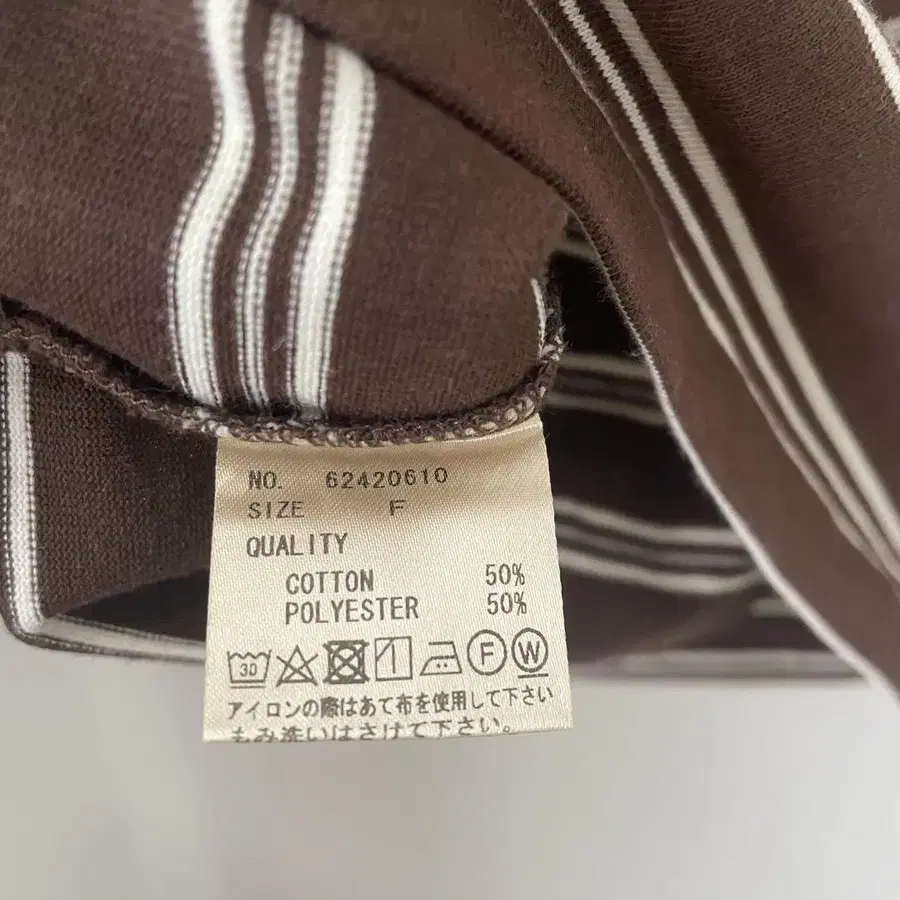 NO. 62420610
SIZE F
QUALITY
COTTON 50%
POLYESTER 50%
30 F W
アイロンの際はあて布を使用して下さい
もみ洗いはさけて下さい。